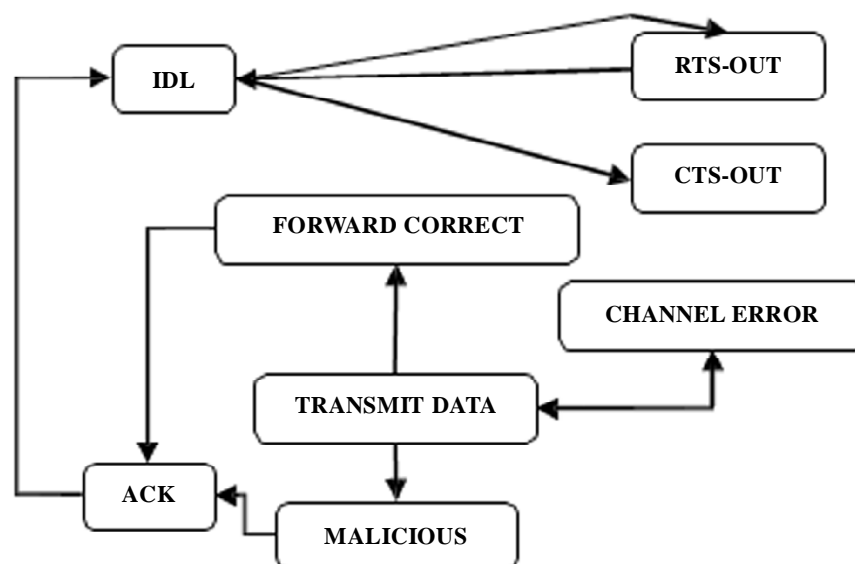 IDL
RTS-OUT
CTS-OUT
FORWARD CORRECT
CHANNEL ERROR
TRANSMIT DATA
ACK
MALICIOUS